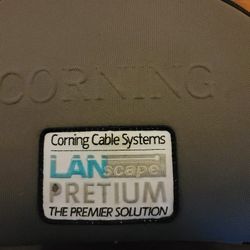 CORNING
Corning Cable Systems
LANscape
PRETIUM
THE PREMIER SOLUTION